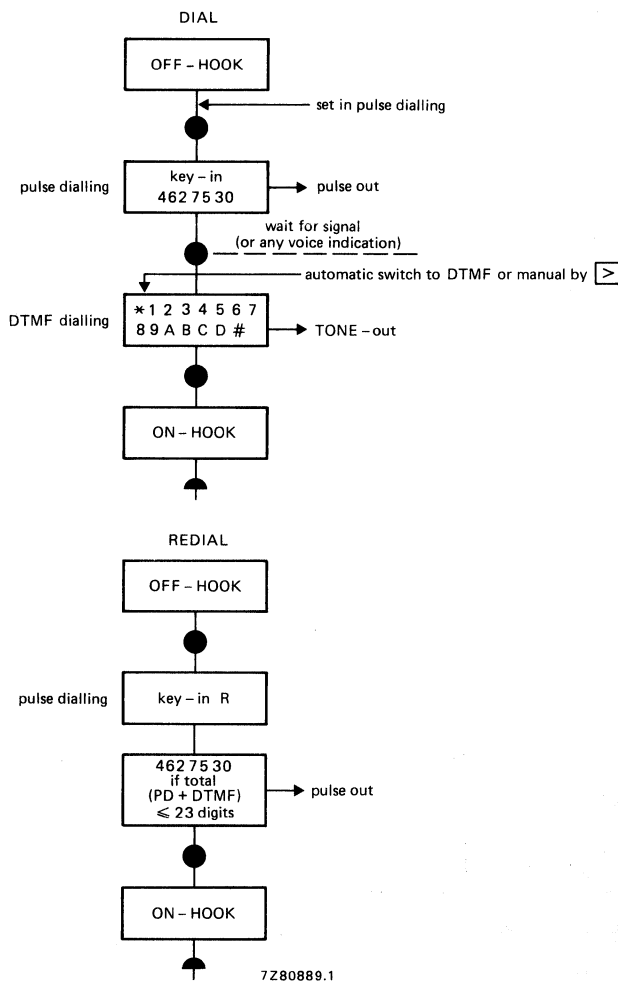 DIAL
OFF – HOOK
set in pulse dialling
pulse dialling
key – in
462 75 30
pulse out
wait for signal
(or any voice indication)
automatic switch to DTMF or manual by >
DTMF dialling
* 1 2 3 4 5 6 7
8 9 A B C D #
TONE – out
ON – HOOK
REDIAL
OFF – HOOK
pulse dialling
key – in R
462 75 30
if total
(PD + DTMF)
⩽ 23 digits
pulse out
ON – HOOK
7Z80889.1